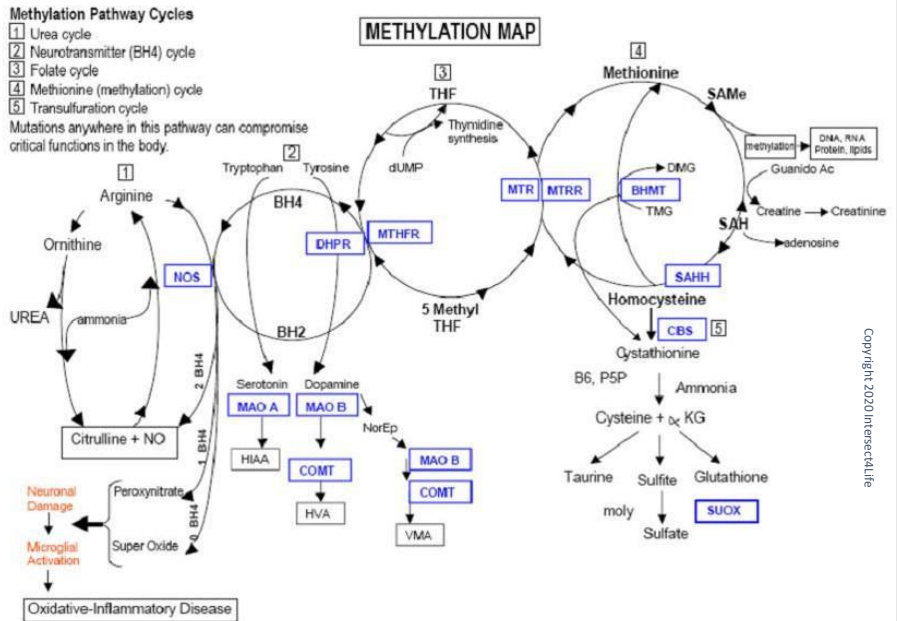 Methylation Pathway Cycles
1 Urea cycle
2 Neurotransmitter (BH4) cycle
3 Folate cycle
4 Methionine (methylation) cycle
5 Transulfuration cycle
Mutations anywhere in this pathway can compromise
critical functions in the body.
METHYLATION MAP
1
Arginine
Ornithine
UREA
ammonia
NOS
Citrulline + NO
2 BH4
1 BH4
0 BH4
Neuronal
Damage
Microglial
Activation
Peroxynitrate
Super Oxide
Oxidative-Inflammatory Disease
2
Tryptophan
Tyrosine
BH4
DHPR
MTHFR
BH2
Serotonin
MAO A
HIAA
Dopamine
MAO B
COMT
HVA
NorEp
MAO B
COMT
VMA
3
THF
Thymidine
synthesis
dUMP
5 Methyl
THF
MTR
MTRR
4
Methionine
SAMe
methylation
DNA, RNA
Protein, lipids
Guanido Ac
Creatine
Creatinine
SAH
adenosine
DMG
BHMT
TMG
SAHH
Homocysteine
CBS
5
Cystathionine
B6, P5P
Ammonia
Cysteine + α KG
Taurine
Sulfite
Glutathione
moly
SUOX
Sulfate
Copyright 2020 Intersect4Life